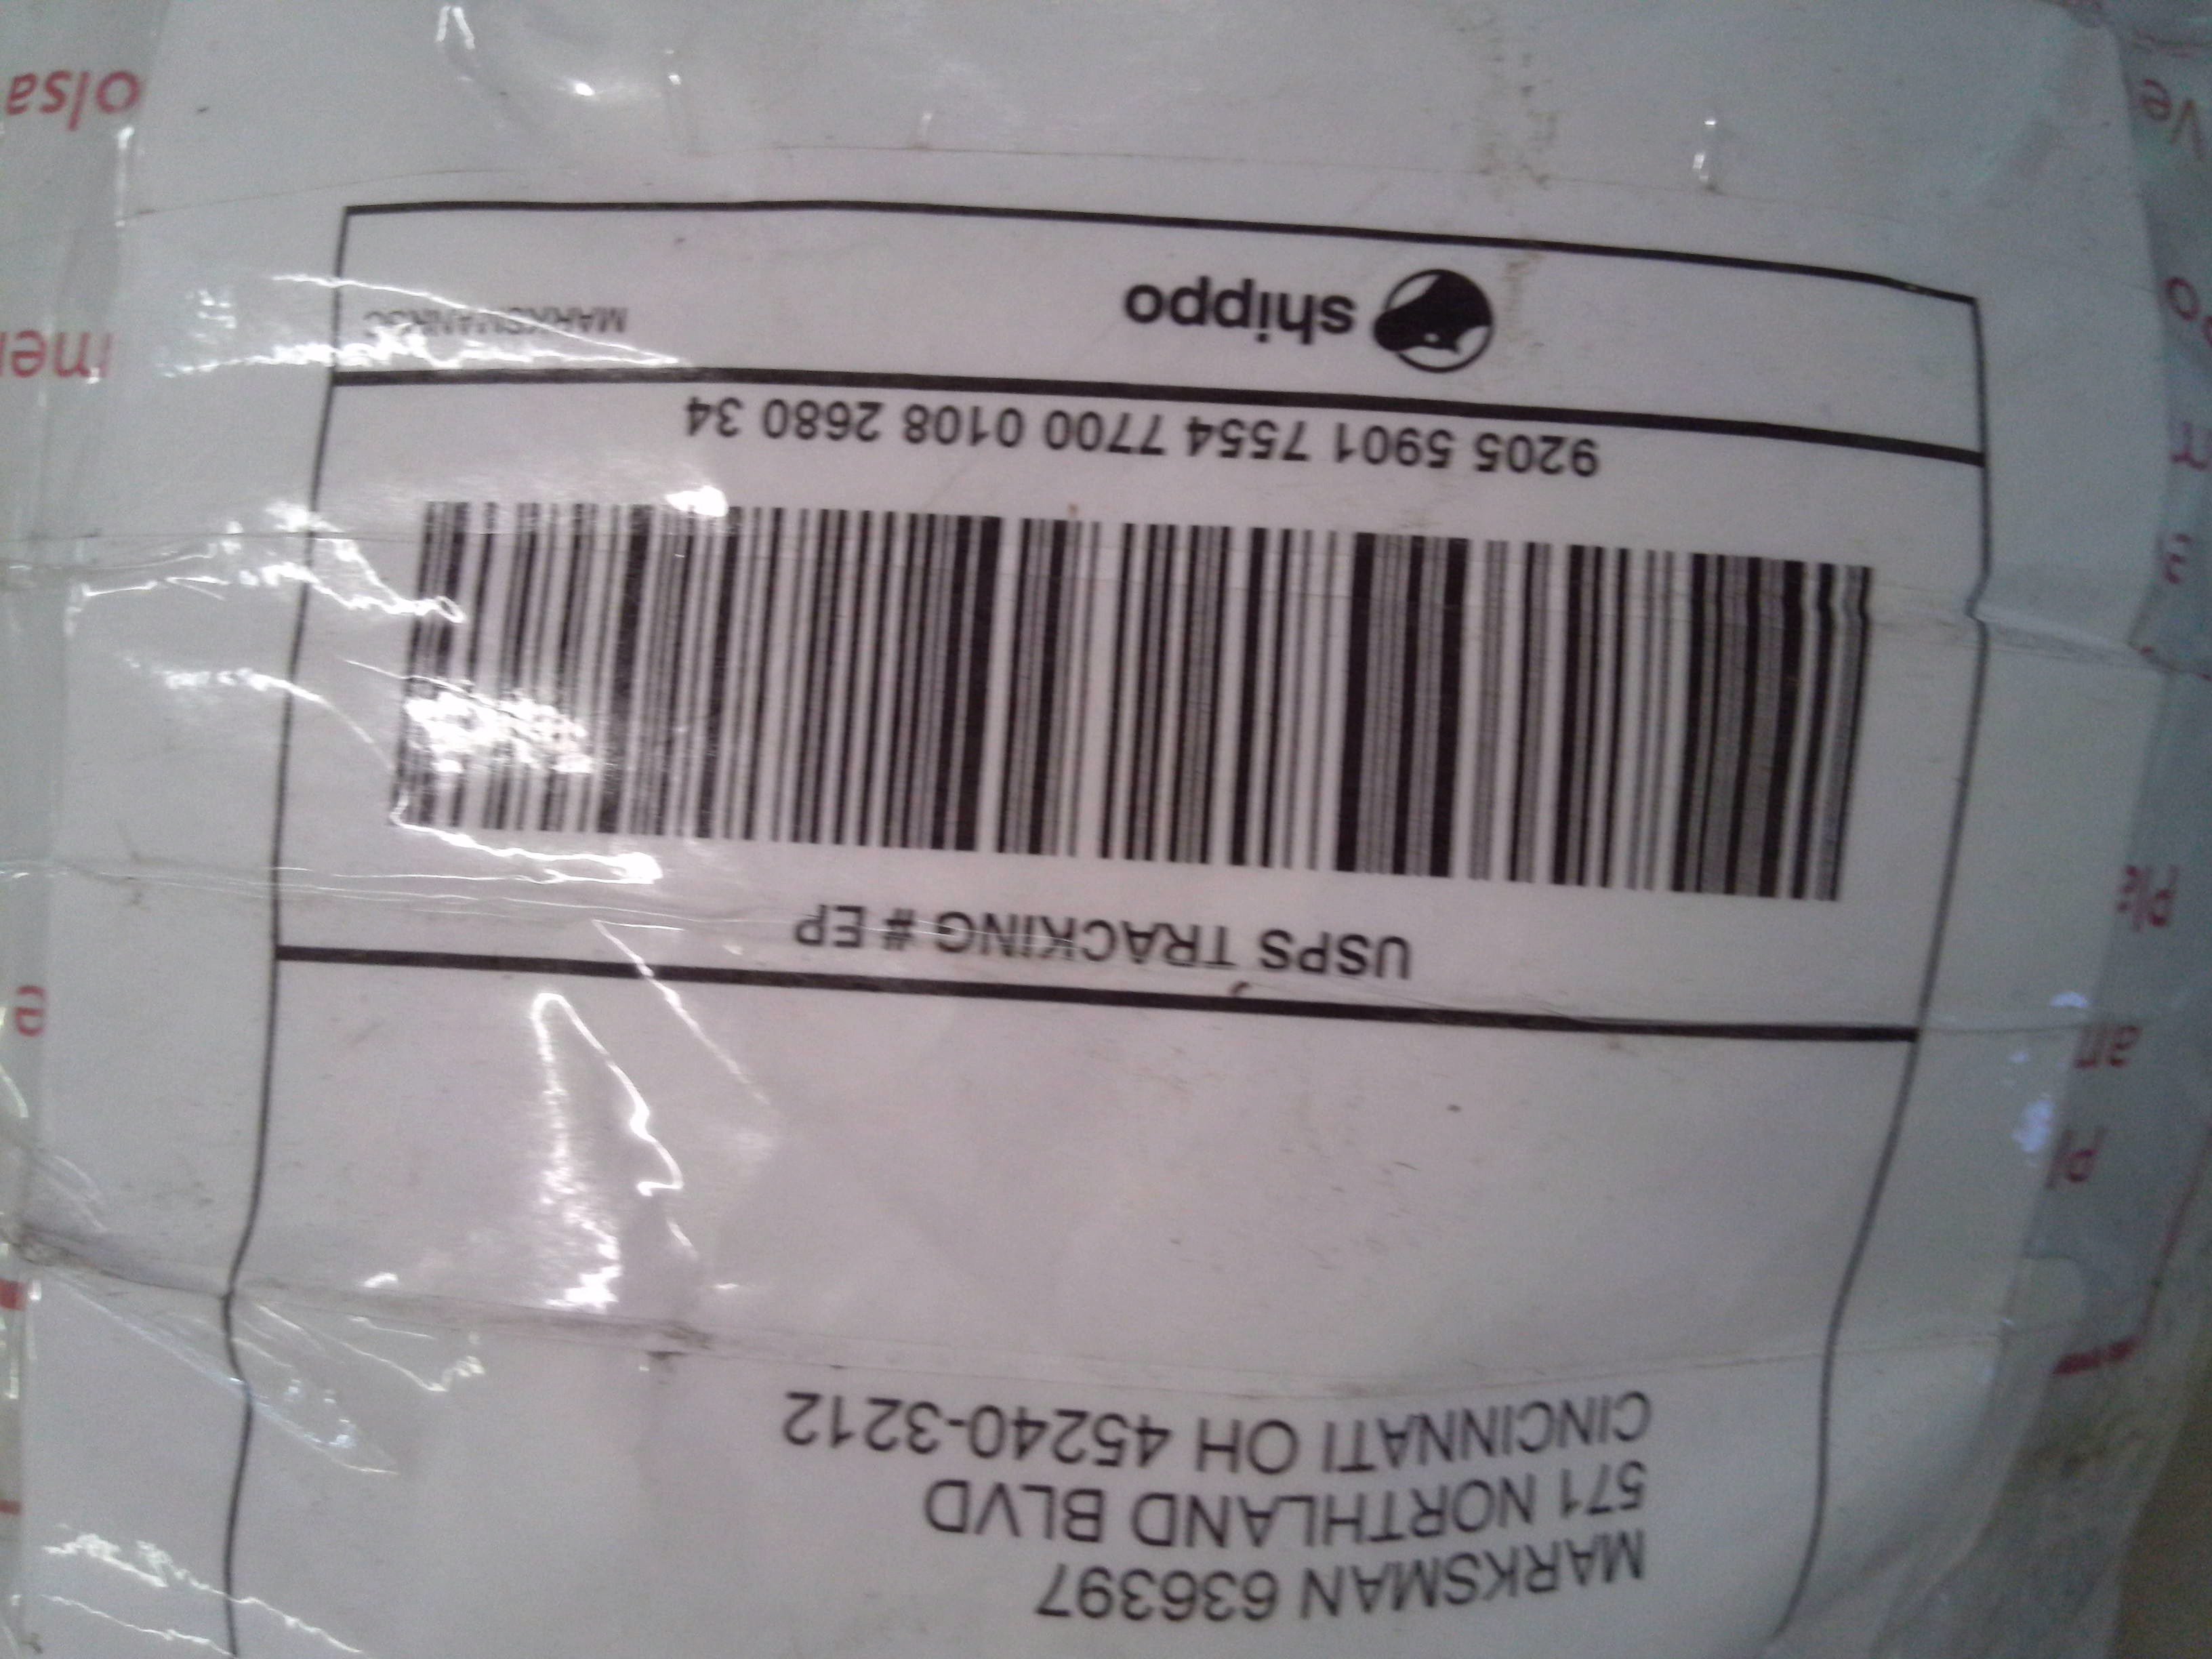 MARKSMAN 636397
571 NORTHLAND BLVD
CINCINNATI OH 45240-3212
USPS TRACKING # EP
9205 5901 7554 7700 0108 2680 34
shippo